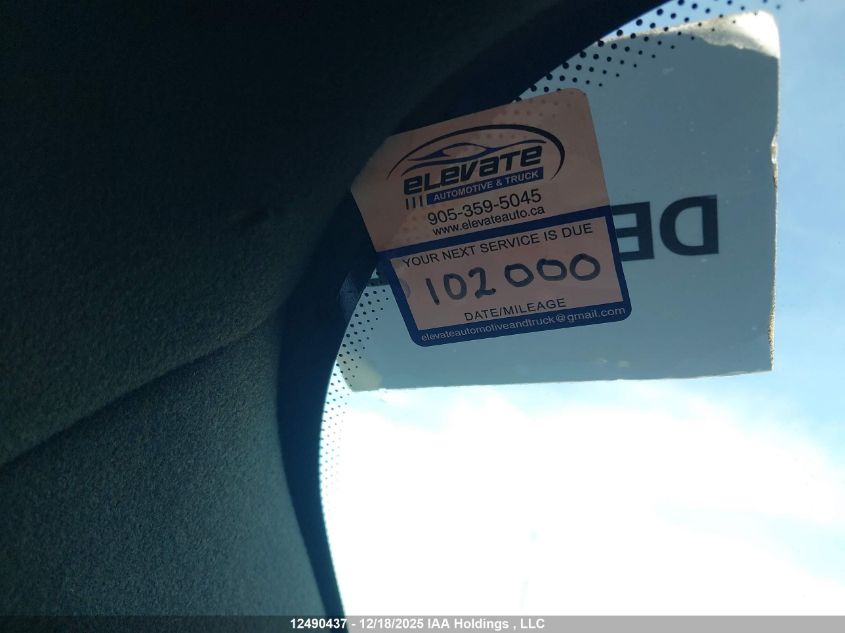 ELEVATE
AUTOMOTIVE & TRUCK
905-359-5045
www.elevateauto.ca
YOUR NEXT SERVICE IS DUE
102000
DATE/MILEAGE
elevateautomotiveandtruck@gmail.com
DE
12490437 - 12/18/2025 IAA Holdings , LLC